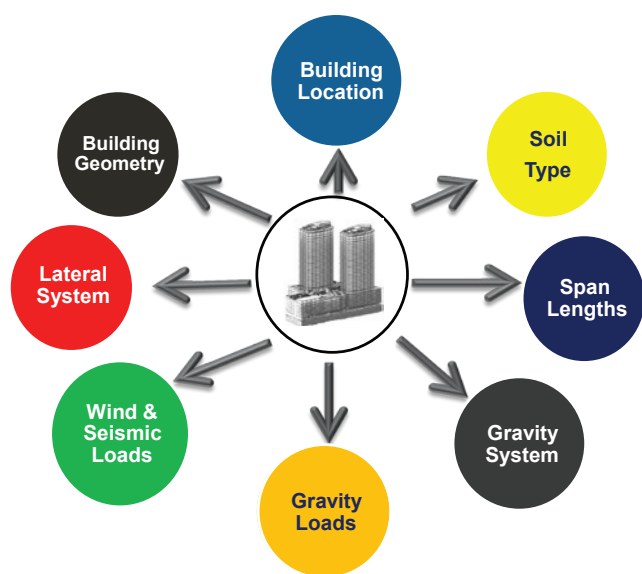 Building
Location
Soil
Type
Span
Lengths
Gravity
System
Gravity
Loads
Wind &
Seismic
Loads
Lateral
System
Building
Geometry